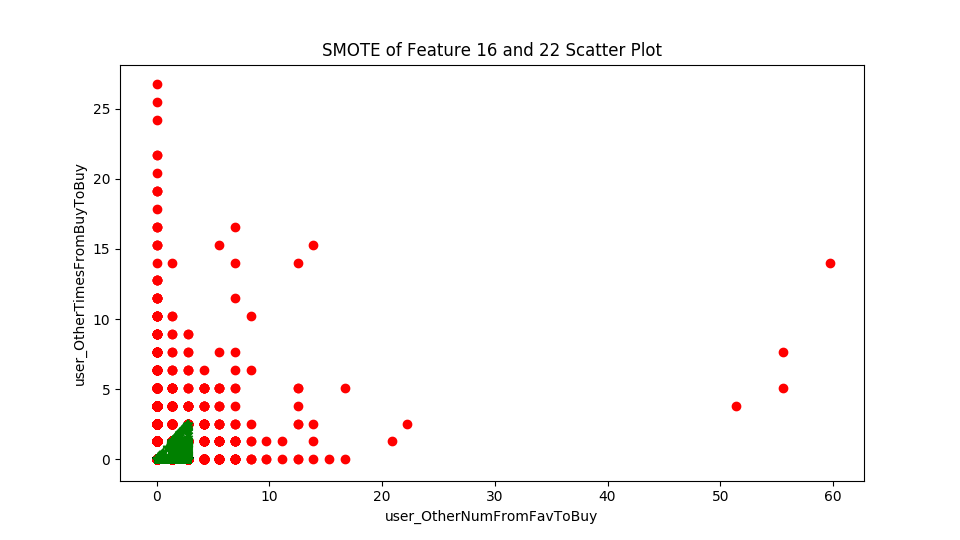 SMOTE of Feature 16 and 22 Scatter Plot
25
20
15
10
5
0
user_OtherTimesFromBuyToBuy
0 10 20 30 40 50 60
user_OtherNumFromFavToBuy